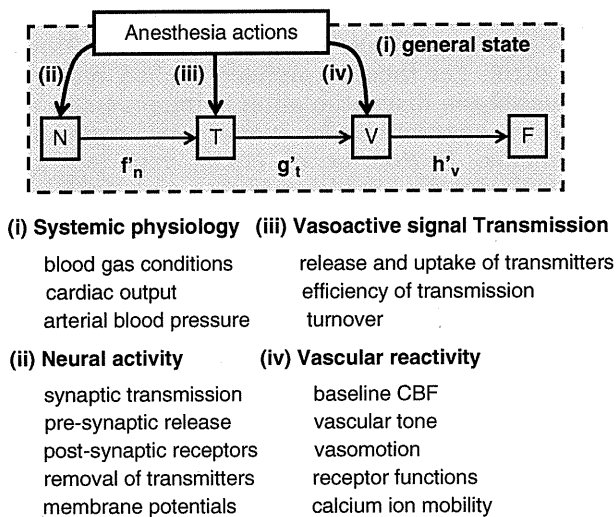 Anesthesia actions
(i) general state
(ii)
(iii)
(iv)
N
T
V
F
f'n
g't
h'v
(i) Systemic physiology
blood gas conditions
cardiac output
arterial blood pressure
(iii) Vasoactive signal Transmission
release and uptake of transmitters
efficiency of transmission
turnover
(ii) Neural activity
synaptic transmission
pre-synaptic release
post-synaptic receptors
removal of transmitters
membrane potentials
(iv) Vascular reactivity
baseline CBF
vascular tone
vasomotion
receptor functions
calcium ion mobility